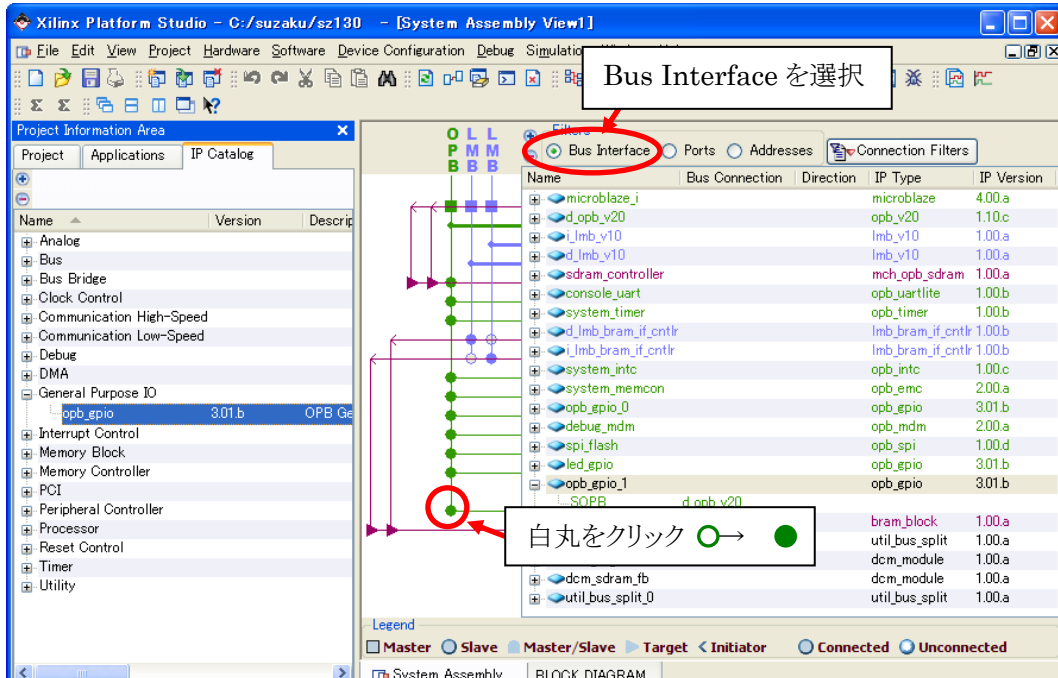 Xilinx Platform Studio - C:/suzaku/sz130 - [System Assembly View1]
File Edit View Project Hardware Software Device Configuration Debug
Bus Interface を選択
Project Information Area
Project Applications IP Catalog
Name Version Descrip
Analog
Bus
Bus Bridge
Clock Control
Communication High-Speed
Communication Low-Speed
Debug
DMA
General Purpose IO
opb_gpio 3.01.b OPB Ge
Interrupt Control
Memory Block
Memory Controller
PCI
Peripheral Controller
Processor
Reset Control
Timer
Utility
OPB LMB LMB
Filters
Bus Interface Ports Addresses Connection Filters
Name Bus Connection Direction IP Type IP Version
microblaze_i microblaze 4.00.a
d_opb_v20 opb_v20 1.10.c
i_lmb_v10 lmb_v10 1.00.a
d_lmb_v10 lmb_v10 1.00.a
sdram_controller mch_opb_sdram 1.00.a
console_uart opb_uartlite 1.00.b
system_timer opb_timer 1.00.b
d_lmb_bram_if_cntlr lmb_bram_if_cntlr 1.00.b
i_lmb_bram_if_cntlr lmb_bram_if_cntlr 1.00.b
system_intc opb_intc 1.00.c
system_memcon opb_emc 2.00.a
opb_gpio_0 opb_gpio 3.01.b
debug_mdm opb_mdm 2.00.a
spi_flash opb_spi 1.00.d
led_gpio opb_gpio 3.01.b
opb_gpio_1 opb_gpio 3.01.b
SOPB d_opb_v20
bram_block 1.00.a
util_bus_split 1.00.a
dcm_module 1.00.a
dcm_sdram_fb dcm_module 1.00.a
util_bus_split_0 util_bus_split 1.00.a
白丸をクリック ○→ ●
Legend
Master Slave Master/Slave Target Initiator Connected Unconnected
System Assembly BLOCK DIAGRAM